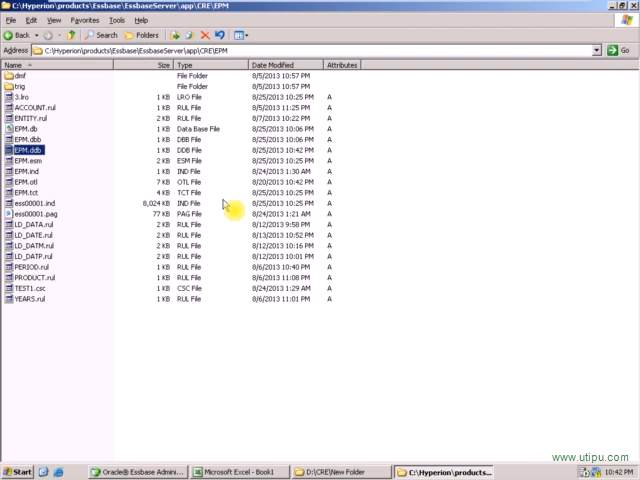 C:\Hyperion\products\Essbase\EssbaseServer\app\CRE\EPM
File Edit View Favorites Tools Help
Back Search Folders
Address C:\Hyperion\products\Essbase\EssbaseServer\app\CRE\EPM Go
Name Size Type Date Modified Attributes
dmf File Folder 8/5/2013 10:57 PM
trig File Folder 8/5/2013 10:57 PM
3.lro 1 KB LRO File 8/25/2013 10:25 PM A
ACCOUNT.rul 1 KB RUL File 8/5/2013 11:25 PM A
ENTITY.rul 2 KB RUL File 8/7/2013 10:22 PM A
EPM.db 1 KB Data Base File 8/25/2013 10:06 PM A
EPM.dbb 1 KB DBB File 8/25/2013 10:06 PM A
EPM.ddb 1 KB DDB File 8/25/2013 10:42 PM A
EPM.esm 2 KB ESM File 8/25/2013 10:25 PM A
EPM.ind 1 KB IND File 8/24/2013 1:30 AM A
EPM.otl 7 KB OTL File 8/20/2013 10:42 PM A
EPM.tct 4 KB TCT File 8/25/2013 10:25 PM A
ess00001.ind 8,024 KB IND File 8/25/2013 10:25 PM A
ess00001.pag 77 KB PAG File 8/24/2013 1:21 AM A
LD_DATA.rul 2 KB RUL File 8/12/2013 9:58 PM A
LD_DATE.rul 2 KB RUL File 8/13/2013 10:52 PM A
LD_DATM.rul 2 KB RUL File 8/12/2013 10:16 PM A
LD_DATP.rul 2 KB RUL File 8/12/2013 10:01 PM A
PERIOD.rul 1 KB RUL File 8/6/2013 10:40 PM A
PRODUCT.rul 1 KB RUL File 8/6/2013 11:08 PM A
TEST1.csc 1 KB CSC File 8/24/2013 1:29 AM A
YEARS.rul 1 KB RUL File 8/6/2013 11:01 PM A
www.utipu.com
Start Oracle® Essbase Admini... Microsoft Excel - Book1 D:\CRE\New Folder C:\Hyperion\products... 10:42 PM